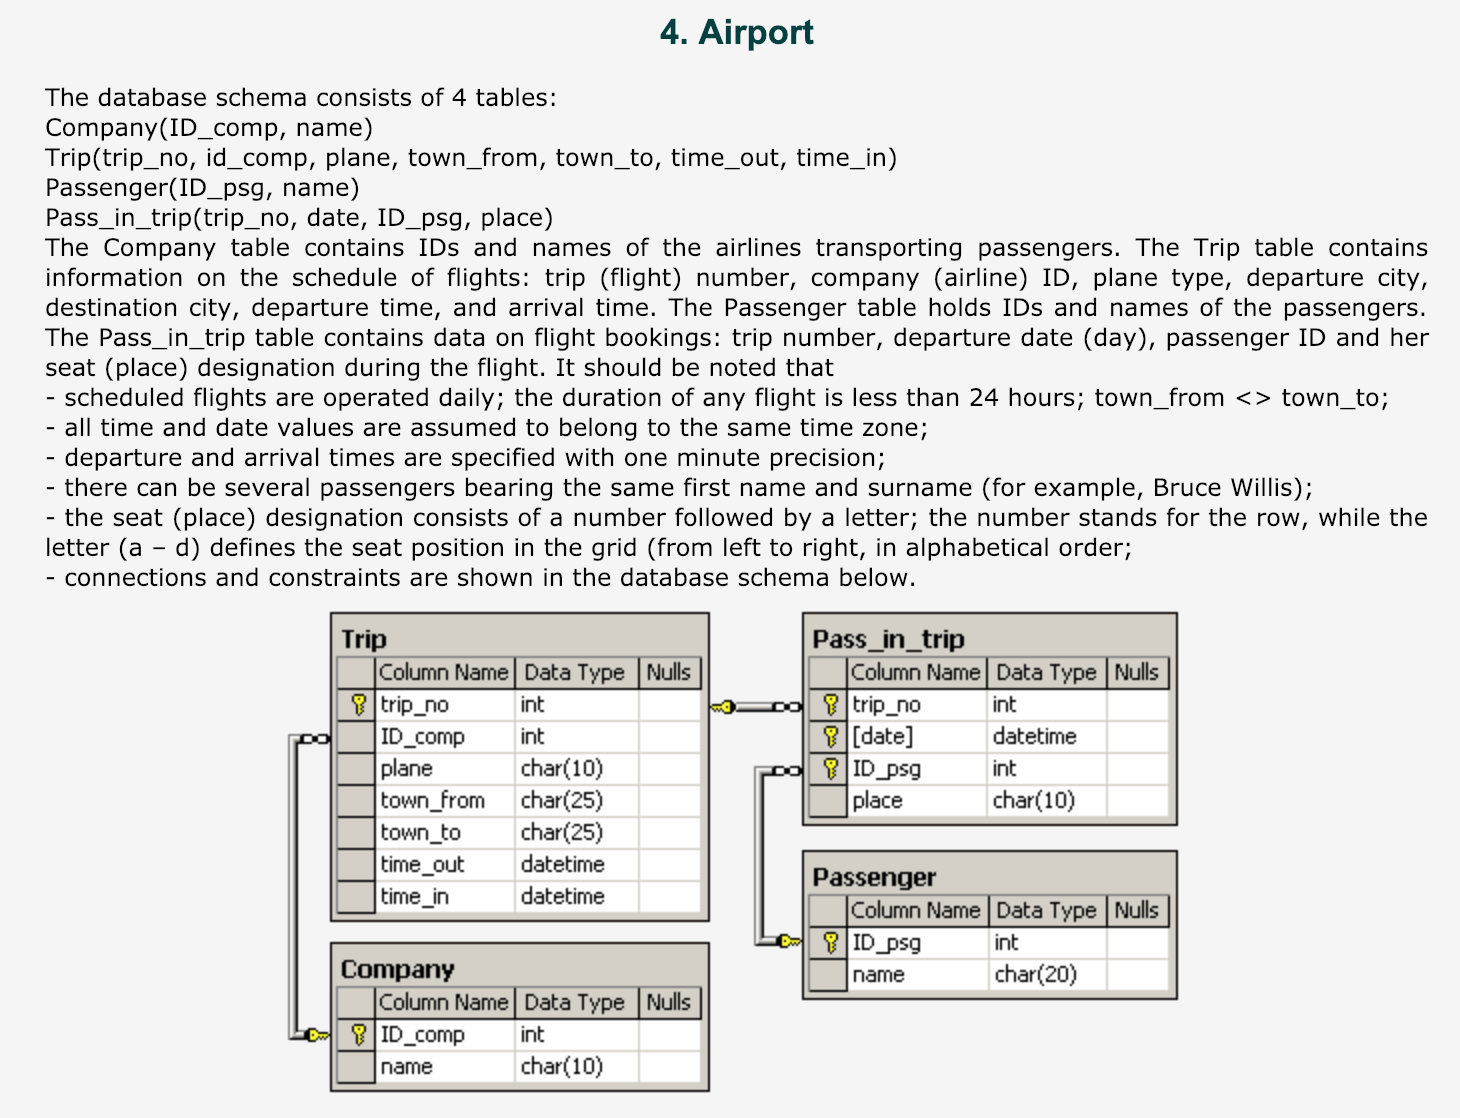 4. Airport
The database schema consists of 4 tables:
Company(ID_comp, name)
Trip(trip_no, id_comp, plane, town_from, town_to, time_out, time_in)
Passenger(ID_psg, name)
Pass_in_trip(trip_no, date, ID_psg, place)
The Company table contains IDs and names of the airlines transporting passengers. The Trip table contains
information on the schedule of flights: trip (flight) number, company (airline) ID, plane type, departure city,
destination city, departure time, and arrival time. The Passenger table holds IDs and names of the passengers.
The Pass_in_trip table contains data on flight bookings: trip number, departure date (day), passenger ID and her
seat (place) designation during the flight. It should be noted that
- scheduled flights are operated daily; the duration of any flight is less than 24 hours; town_from <> town_to;
- all time and date values are assumed to belong to the same time zone;
- departure and arrival times are specified with one minute precision;
- there can be several passengers bearing the same first name and surname (for example, Bruce Willis);
- the seat (place) designation consists of a number followed by a letter; the number stands for the row, while the
letter (a – d) defines the seat position in the grid (from left to right, in alphabetical order;
- connections and constraints are shown in the database schema below.
Trip
Column Name Data Type Nulls
trip_no int
ID_comp int
plane char(10)
town_from char(25)
town_to char(25)
time_out datetime
time_in datetime
Company
Column Name Data Type Nulls
ID_comp int
name char(10)
Pass_in_trip
Column Name Data Type Nulls
trip_no int
[date] datetime
ID_psg int
place char(10)
Passenger
Column Name Data Type Nulls
ID_psg int
name char(20)